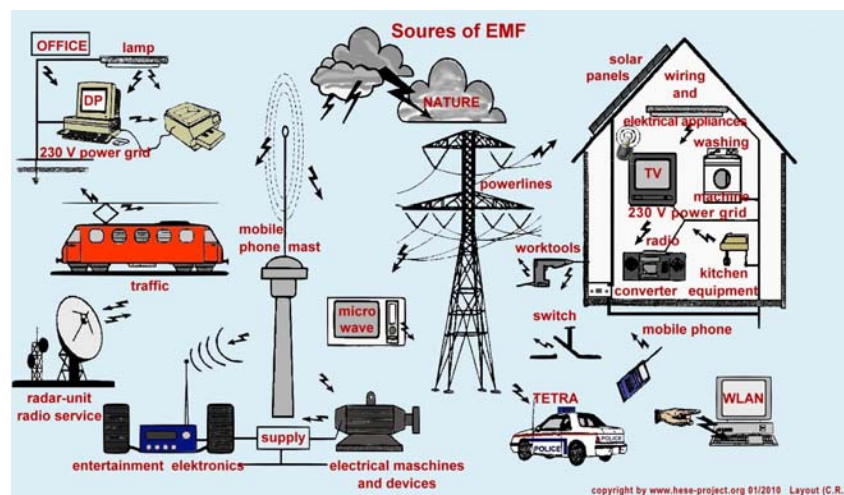 Soures of EMF
OFFICE
lamp
DP
230 V power grid
NATURE
solar
panels
wiring
and
elektrical appliances
washing
machine
TV
230 V power grid
radio
converter
kitchen
equipment
powerlines
mobile
phone mast
traffic
worktools
micro
wave
switch
mobile phone
radar-unit
radio service
TETRA
POLICE
POLICE
WLAN
supply
entertainment elektronics
electrical maschines
and devices
copyright by www.hese-project.org 01/2010 Layout (C.R.